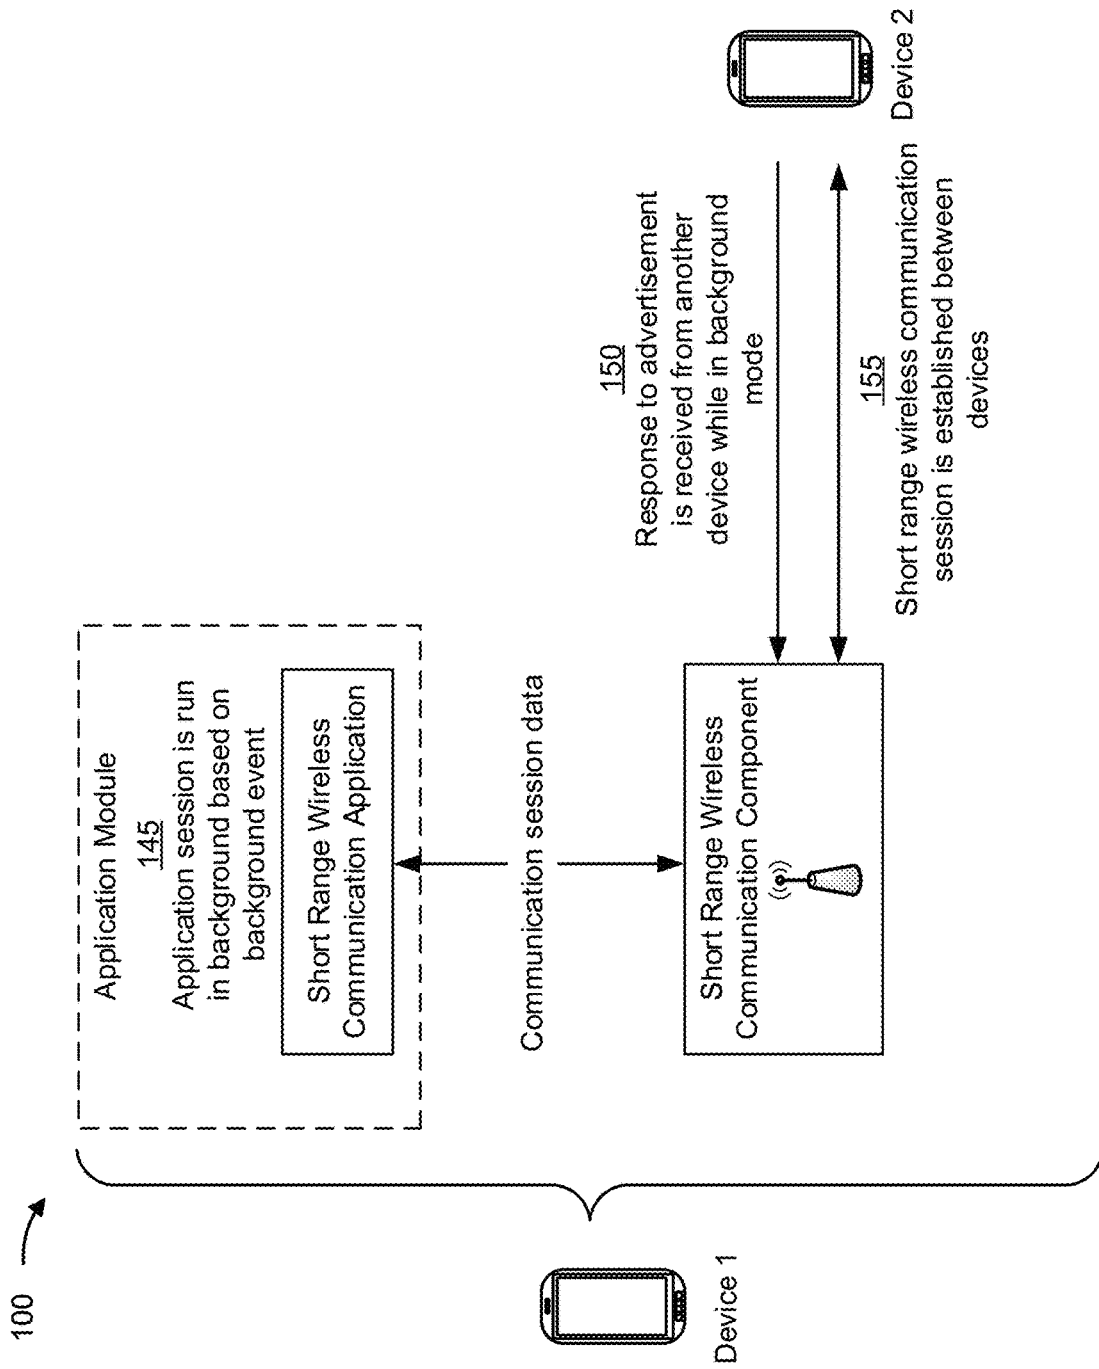 100
Device 1
Application Module
145
Application session is run
in background based on
background event
Short Range Wireless
Communication Application
Communication session data
Short Range Wireless
Communication Component
150
Response to advertisement
is received from another
device while in background
mode
155
Short range wireless communication
session is established between
devices
Device 2